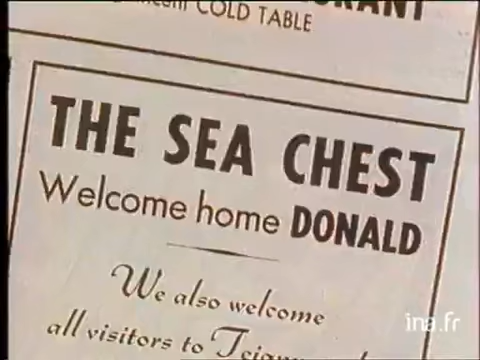 COLD TABLE
THE SEA CHEST
Welcome home DONALD
We also welcome
all visitors to
ina.fr